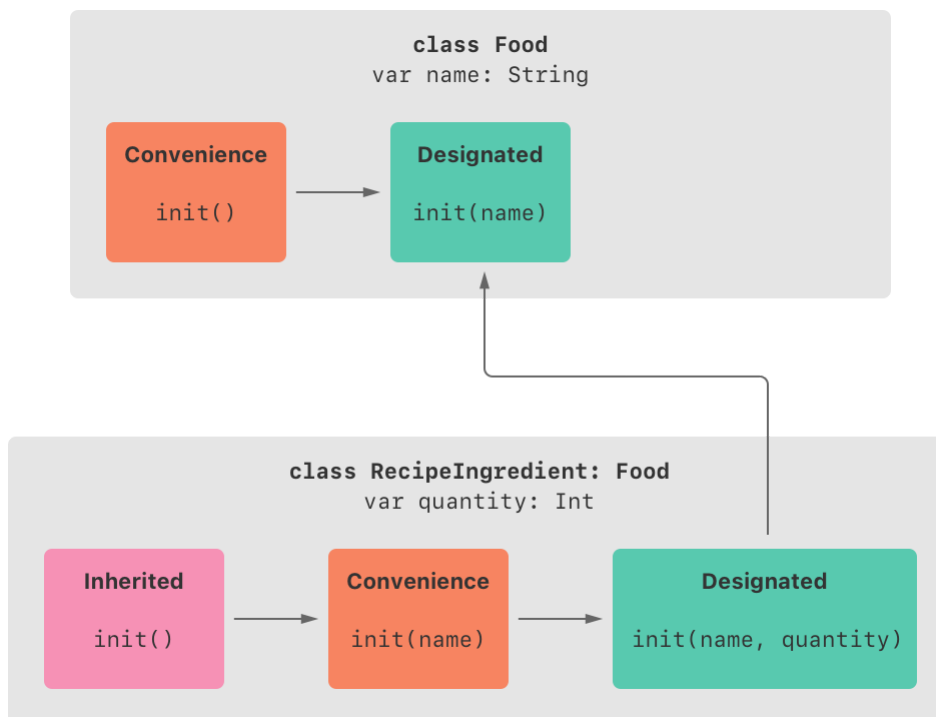 class Food
var name: String
Convenience
init()
Designated
init(name)
class RecipeIngredient: Food
var quantity: Int
Inherited
init()
Convenience
init(name)
Designated
init(name, quantity)